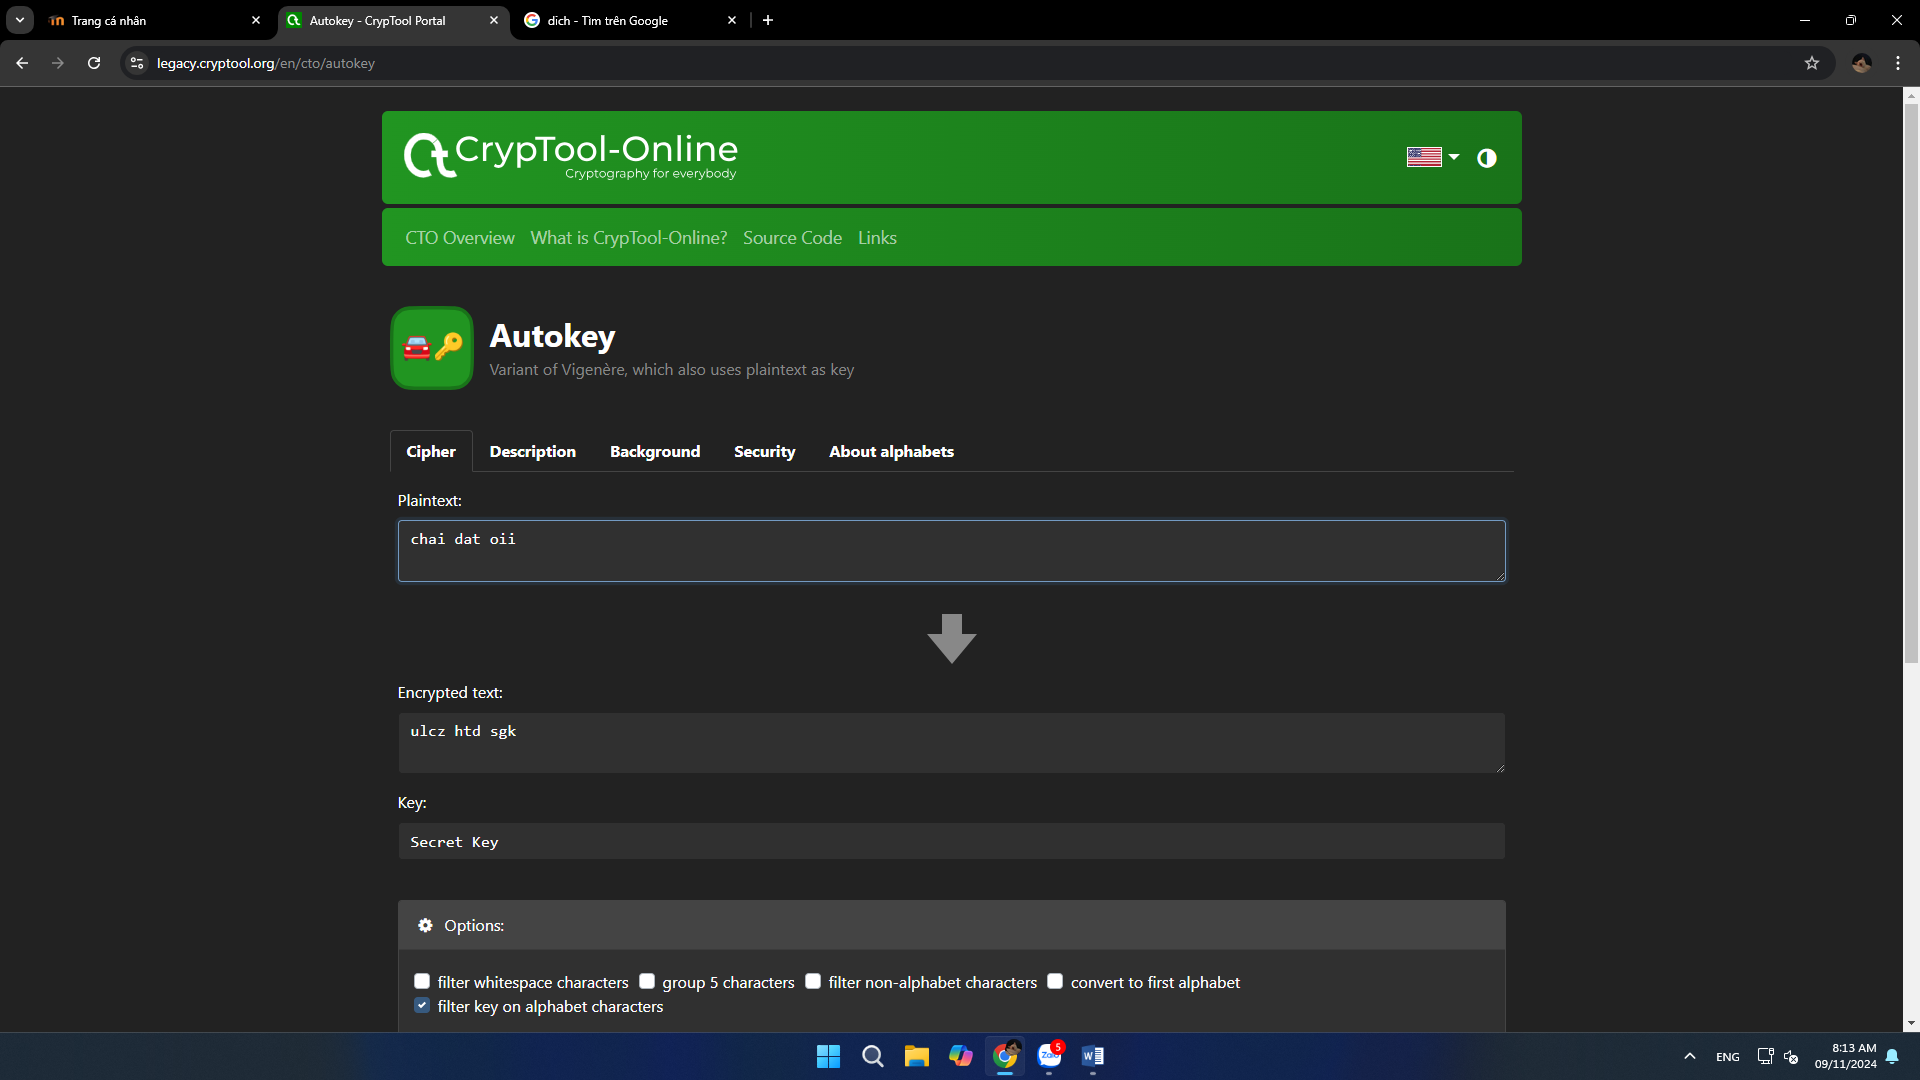 Trang cá nhân
Autokey - CrypTool Portal
dich - Tìm trên Google
legacy.cryptool.org/en/cto/autokey
CrypTool-Online
Cryptography for everybody
CTO Overview What is CrypTool-Online? Source Code Links
Autokey
Variant of Vigenère, which also uses plaintext as key
Cipher Description Background Security About alphabets
Plaintext:
chai dat oii
Encrypted text:
ulcz htd sgk
Key:
Secret Key
Options:
filter whitespace characters group 5 characters filter non-alphabet characters convert to first alphabet
filter key on alphabet characters
Zalo 5
ENG
8:13 AM
09/11/2024